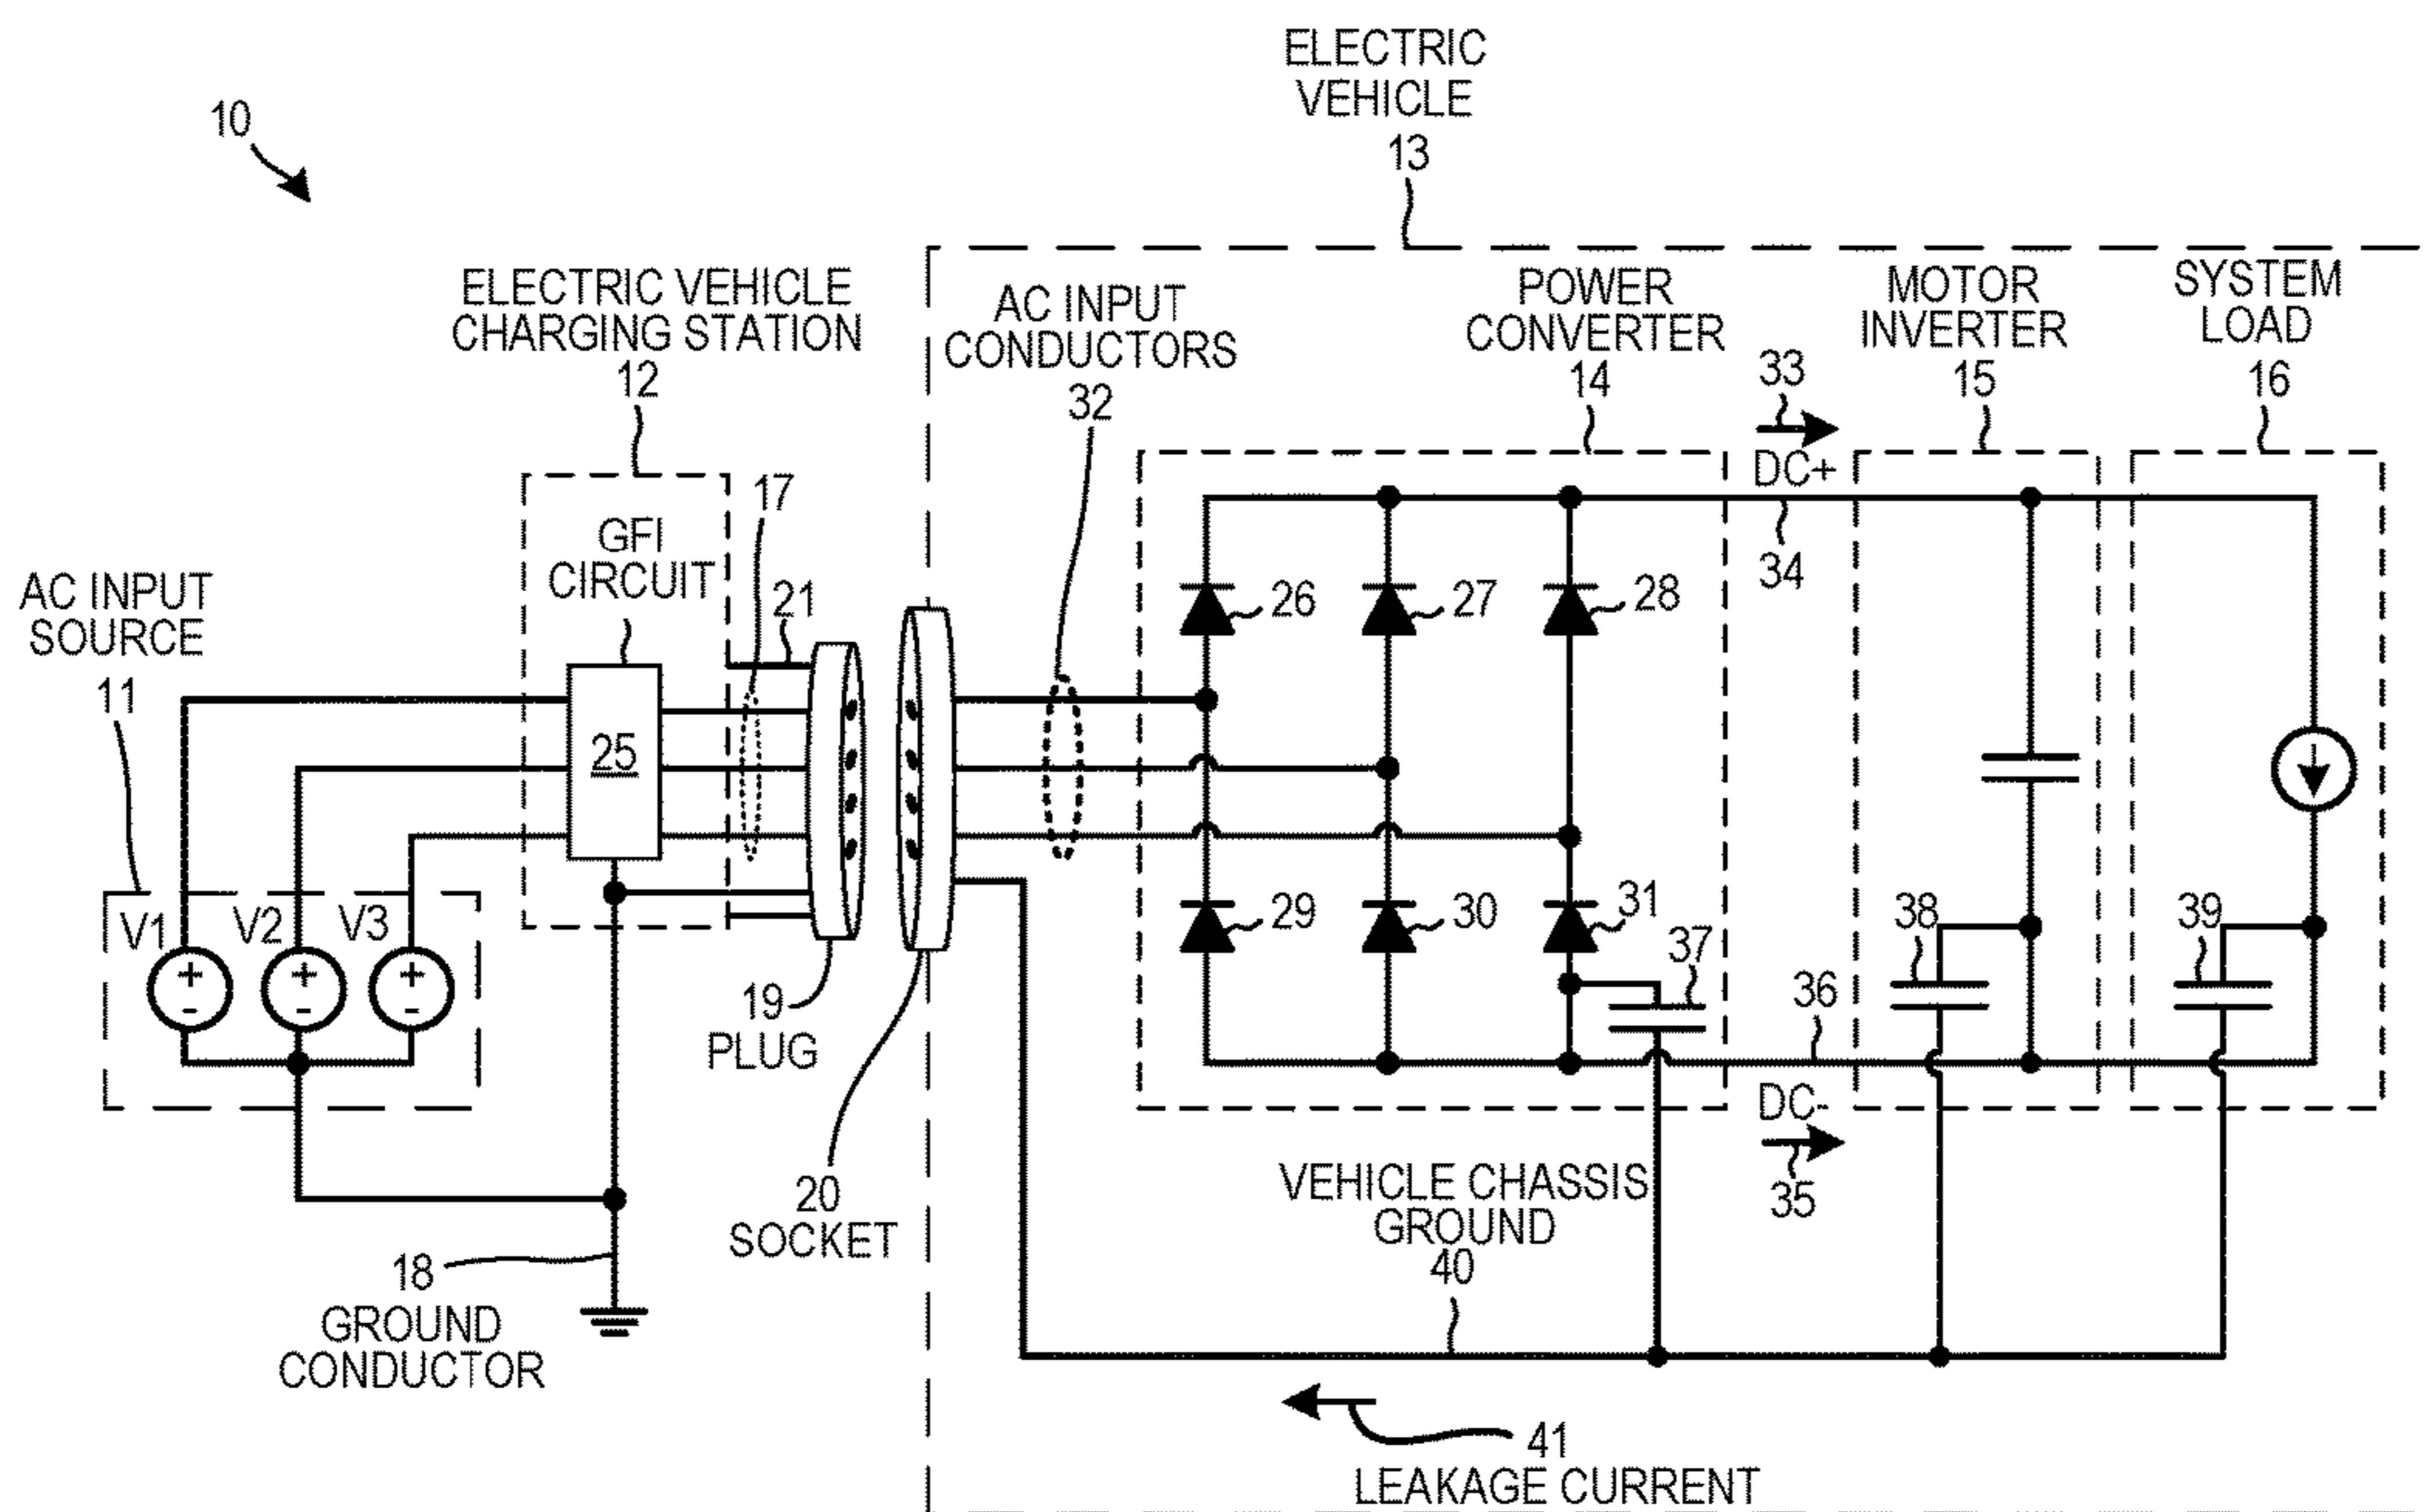 10
ELECTRIC
VEHICLE
13
ELECTRIC VEHICLE
CHARGING STATION
12
AC INPUT
CONDUCTORS
32
POWER
CONVERTER
14
33
DC+
34
MOTOR
INVERTER
15
SYSTEM
LOAD
16
AC INPUT
SOURCE
11
GFI
CIRCUIT
25
17
21
26
27
28
29
30
31
37
38
39
36
V1
V2
V3
+
-
+
-
+
-
19
PLUG
20
SOCKET
DC-
35
18
GROUND
CONDUCTOR
VEHICLE CHASSIS
GROUND
40
41
LEAKAGE CURRENT